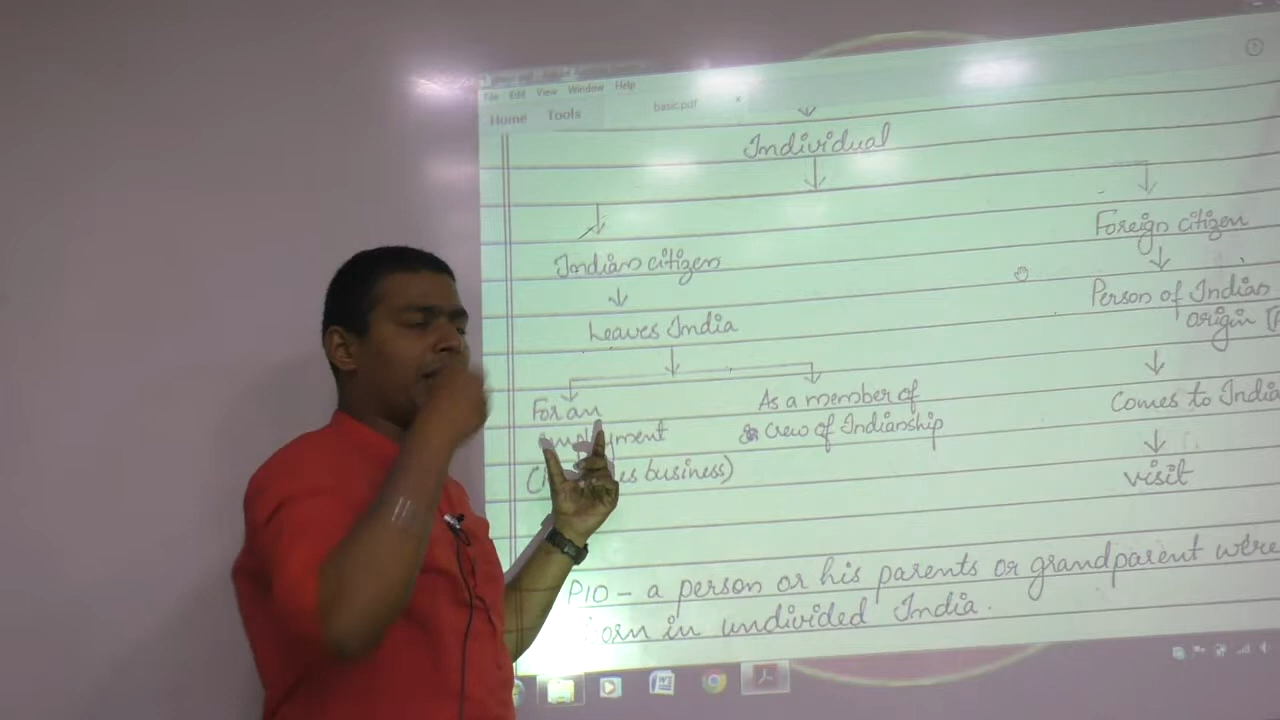 File Edit View Window Help
Home Tools basic.pdf ×
Individual
Indian citizen
Foreign citizen
Leaves India
Person of Indian
origin
For an
As a member of
Comes to India
Crew of Indianship
business)
visit
PIO - a person or his parents or grandparent were
in undivided India.